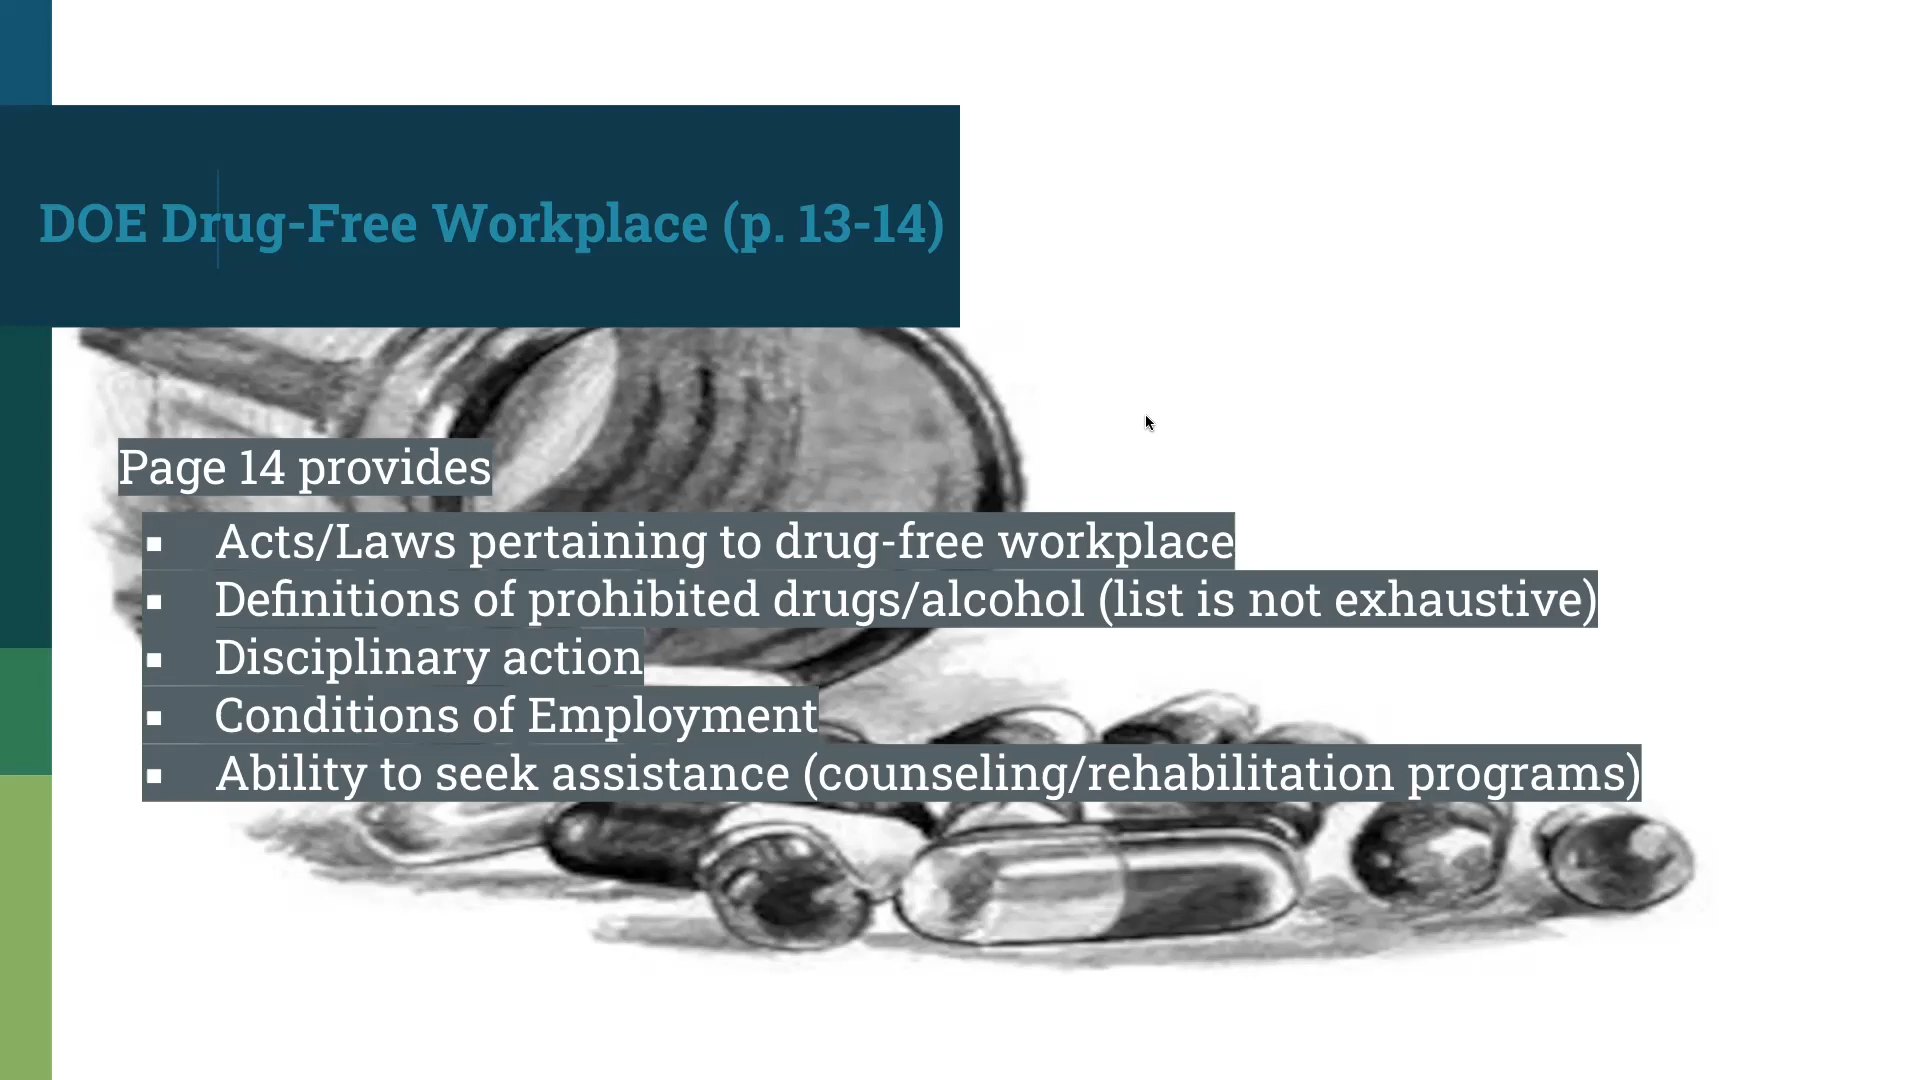 DOE Drug-Free Workplace (p. 13-14)
Page 14 provides
▪ Acts/Laws pertaining to drug-free workplace
▪ Definitions of prohibited drugs/alcohol (list is not exhaustive)
▪ Disciplinary action
▪ Conditions of Employment
▪ Ability to seek assistance (counseling/rehabilitation programs)